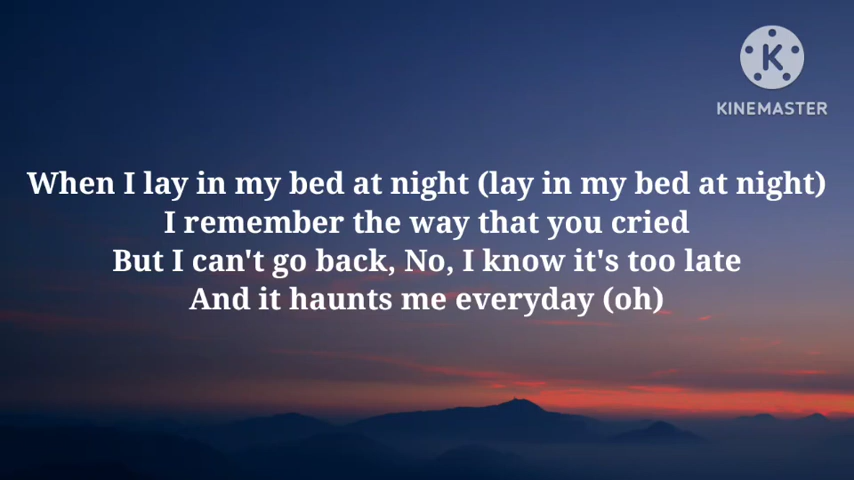 K
KINEMASTER
When I lay in my bed at night (lay in my bed at night)
I remember the way that you cried
But I can't go back, No, I know it's too late
And it haunts me everyday (oh)